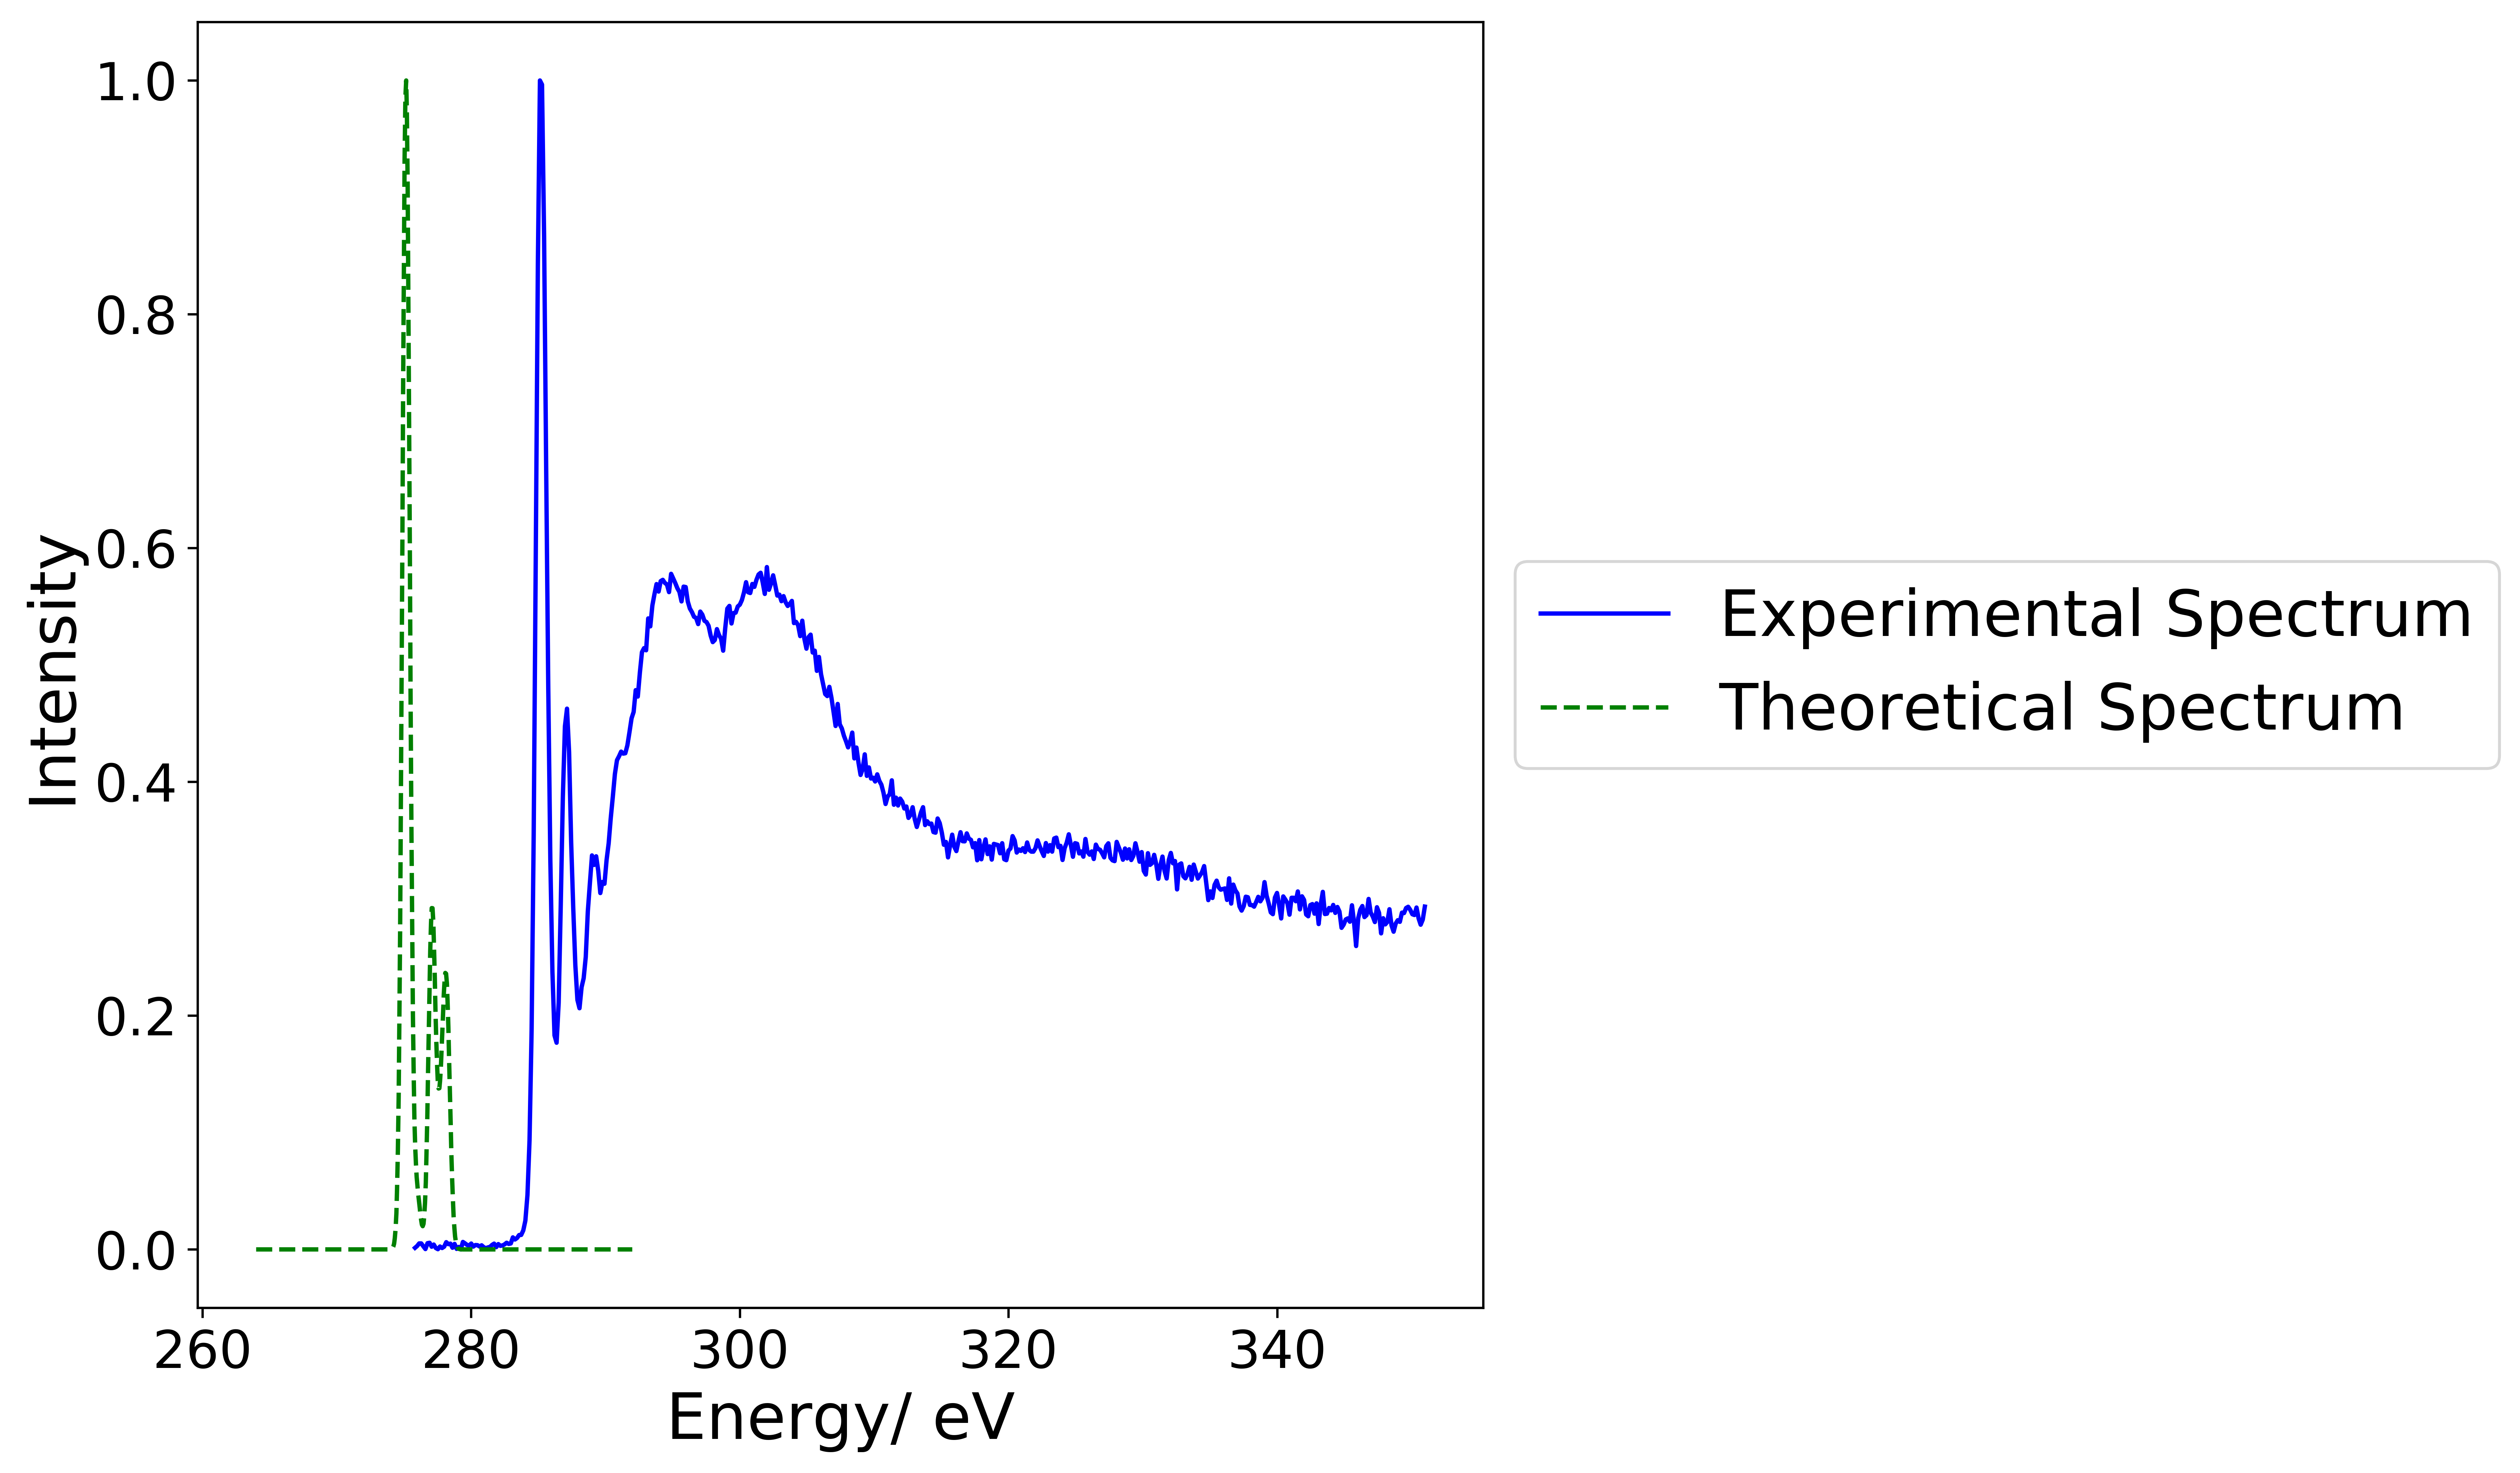 1.0
0.8
0.6
0.4
0.2
0.0
Intensity
260 280 300 320 340
Energy/ eV
Experimental Spectrum
Theoretical Spectrum